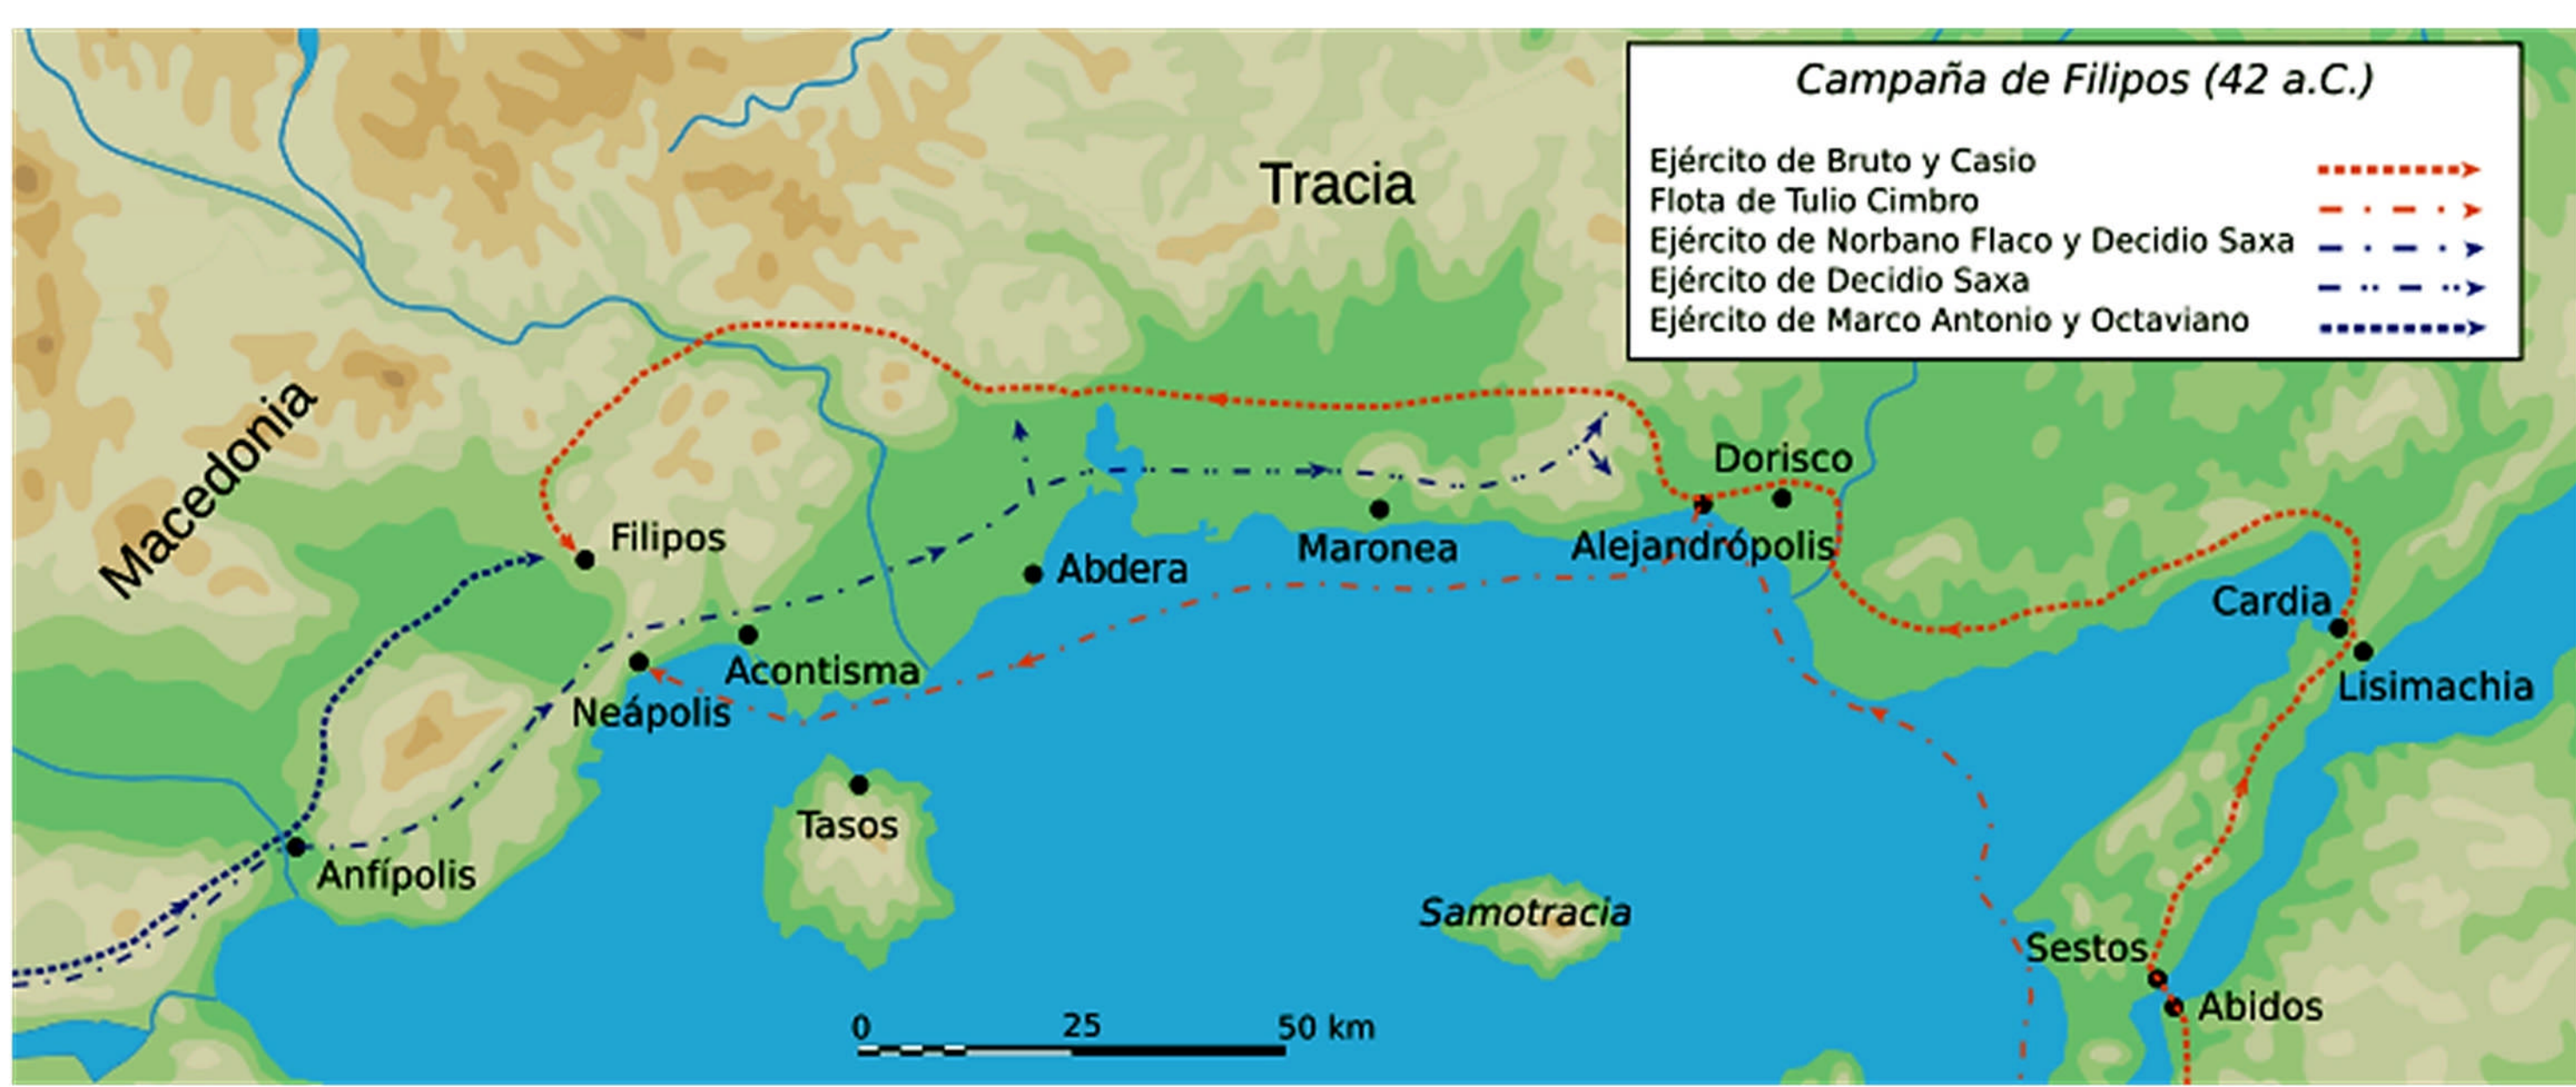 Campaña de Filipos (42 a.C.)
Ejército de Bruto y Casio
Flota de Tulio Cimbro
Ejército de Norbano Flaco y Decidio Saxa
Ejército de Decidio Saxa
Ejército de Marco Antonio y Octaviano
Tracia
Macedonia
Dorisco
Filipos
Alejandrópolis
Maronea
Abdera
Cardia
Acontisma
Lisimachia
Neápolis
Tasos
Anfípolis
Samotracia
Sestos
Abidos
0 25 50 km